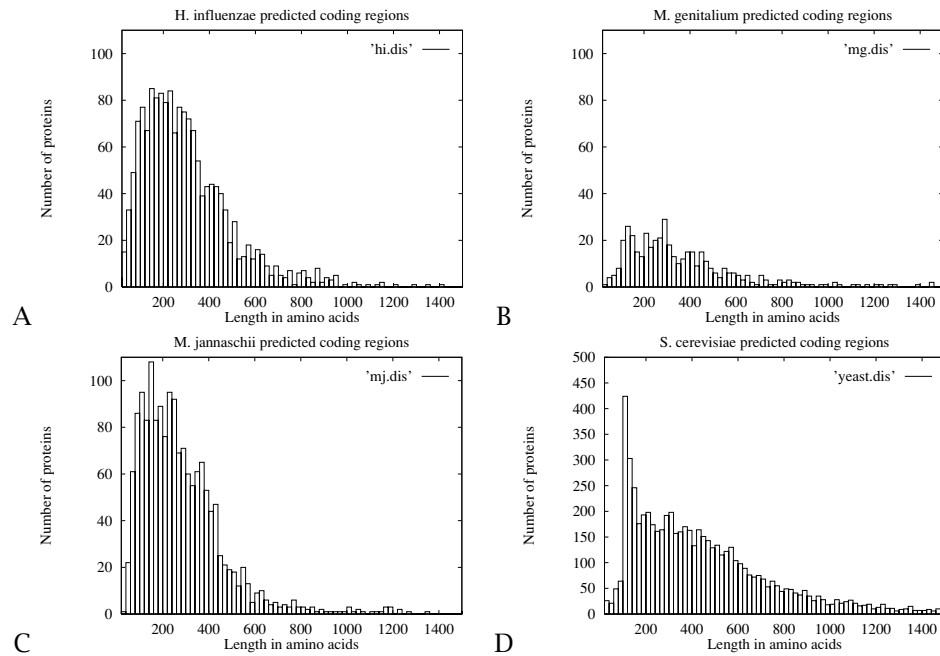 H. influenzae predicted coding regions
'hi.dis'
Number of proteins
100
80
60
40
20
0
200 400 600 800 1000 1200 1400
Length in amino acids
A
M. genitalium predicted coding regions
'mg.dis'
Number of proteins
100
80
60
40
20
0
200 400 600 800 1000 1200 1400
Length in amino acids
B
M. jannaschii predicted coding regions
'mj.dis'
Number of proteins
100
80
60
40
20
0
200 400 600 800 1000 1200 1400
Length in amino acids
C
S. cerevisiae predicted coding regions
'yeast.dis'
Number of proteins
500
450
400
350
300
250
200
150
100
50
0
200 400 600 800 1000 1200 1400
Length in amino acids
D